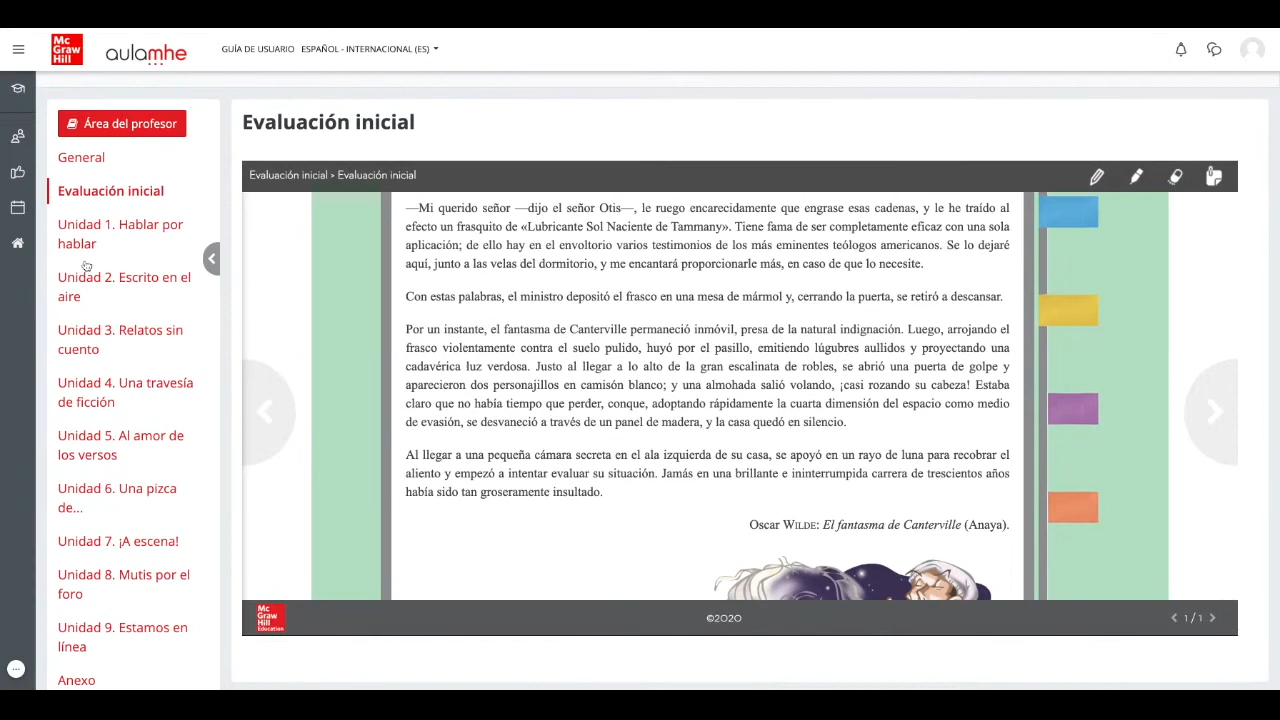 Mc
Graw
Hill
aulamhe
GUÍA DE USUARIO ESPAÑOL - INTERNACIONAL (ES)
Área del profesor
General
Evaluación inicial
Unidad 1. Hablar por
hablar
Unidad 2. Escrito en el
aire
Unidad 3. Relatos sin
cuento
Unidad 4. Una travesía
de ficción
Unidad 5. Al amor de
los versos
Unidad 6. Una pizca
de...
Unidad 7. ¡A escena!
Unidad 8. Mutis por el
foro
Unidad 9. Estamos en
línea
Anexo
Evaluación inicial
Evaluación inicial > Evaluación inicial
—Mi querido señor —dijo el señor Otis—, le ruego encarecidamente que engrase esas cadenas, y le he traído al
efecto un frasquito de «Lubricante Sol Naciente de Tammany». Tiene fama de ser completamente eficaz con una sola
aplicación; de ello hay en el envoltorio varios testimonios de los más eminentes teólogos americanos. Se lo dejaré
aquí, junto a las velas del dormitorio, y me encantará proporcionarle más, en caso de que lo necesite.
Con estas palabras, el ministro depositó el frasco en una mesa de mármol y, cerrando la puerta, se retiró a descansar.
Por un instante, el fantasma de Canterville permaneció inmóvil, presa de la natural indignación. Luego, arrojando el
frasco violentamente contra el suelo pulido, huyó por el pasillo, emitiendo lúgubres aullidos y proyectando una
cadavérica luz verdosa. Justo al llegar a lo alto de la gran escalinata de robles, se abrió una puerta de golpe y
aparecieron dos personajillos en camisón blanco; y una almohada salió volando, ¡casi rozando su cabeza! Estaba
claro que no había tiempo que perder, conque, adoptando rápidamente la cuarta dimensión del espacio como medio
de evasión, se desvaneció a través de un panel de madera, y la casa quedó en silencio.
Al llegar a una pequeña cámara secreta en el ala izquierda de su casa, se apoyó en un rayo de luna para recobrar el
aliento y empezó a intentar evaluar su situación. Jamás en una brillante e ininterrumpida carrera de trescientos años
había sido tan groseramente insultado.
Oscar WILDE: El fantasma de Canterville (Anaya).
Mc
Graw
Hill
Education
©2020
1 / 1